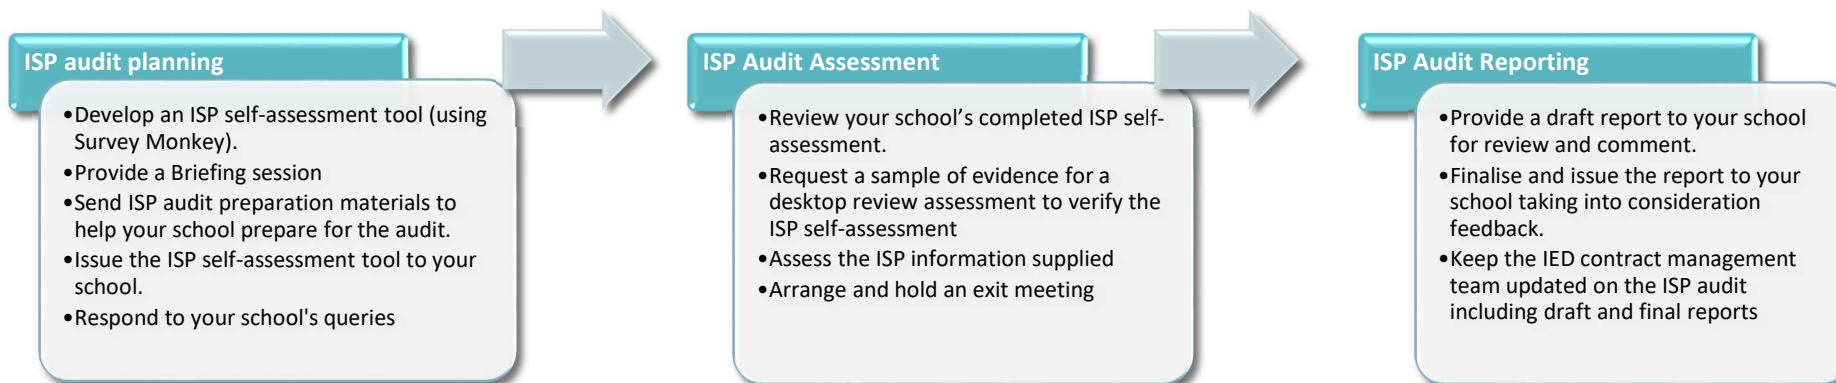 ISP audit planning
•Develop an ISP self-assessment tool (using
Survey Monkey).
•Provide a Briefing session
•Send ISP audit preparation materials to
help your school prepare for the audit.
•Issue the ISP self-assessment tool to your
school.
•Respond to your school's queries
ISP Audit Assessment
•Review your school’s completed ISP self-
assessment.
•Request a sample of evidence for a
desktop review assessment to verify the
ISP self-assessment
•Assess the ISP information supplied
•Arrange and hold an exit meeting
ISP Audit Reporting
•Provide a draft report to your school
for review and comment.
•Finalise and issue the report to your
school taking into consideration
feedback.
•Keep the IED contract management
team updated on the ISP audit
including draft and final reports